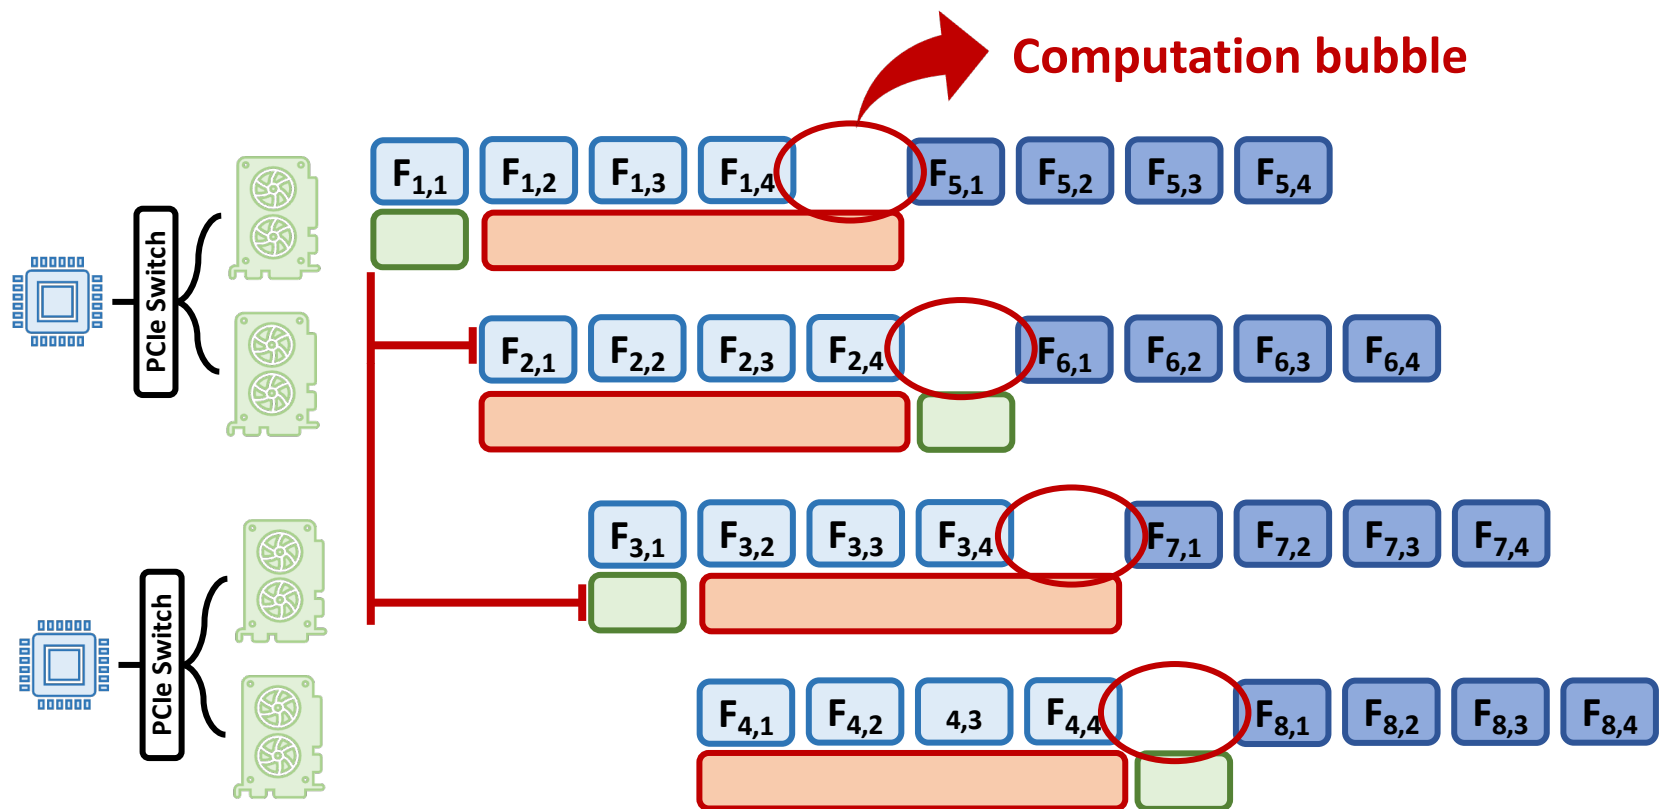 Computation bubble
F1,1 F1,2 F1,3 F1,4 F5,1 F5,2 F5,3 F5,4
PCIe Switch
F2,1 F2,2 F2,3 F2,4 F6,1 F6,2 F6,3 F6,4
F3,1 F3,2 F3,3 F3,4 F7,1 F7,2 F7,3 F7,4
PCIe Switch
F4,1 F4,2 4,3 F4,4 F8,1 F8,2 F8,3 F8,4